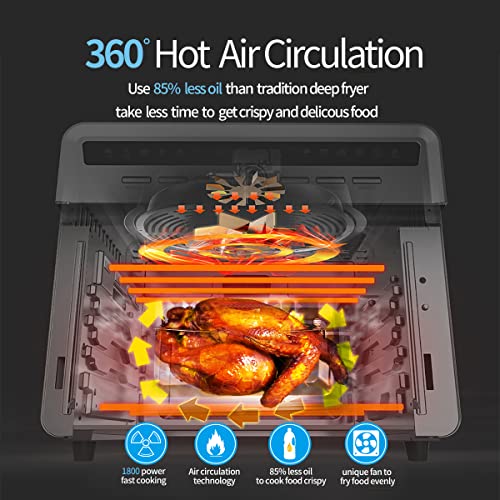 360° Hot Air Circulation
Use 85% less oil than tradition deep fryer
take less time to get crispy and delicous food
1800 power
fast cooking
Air circulation
technology
85% less oil
to cook food crispy
unique fan to
fry food evenly